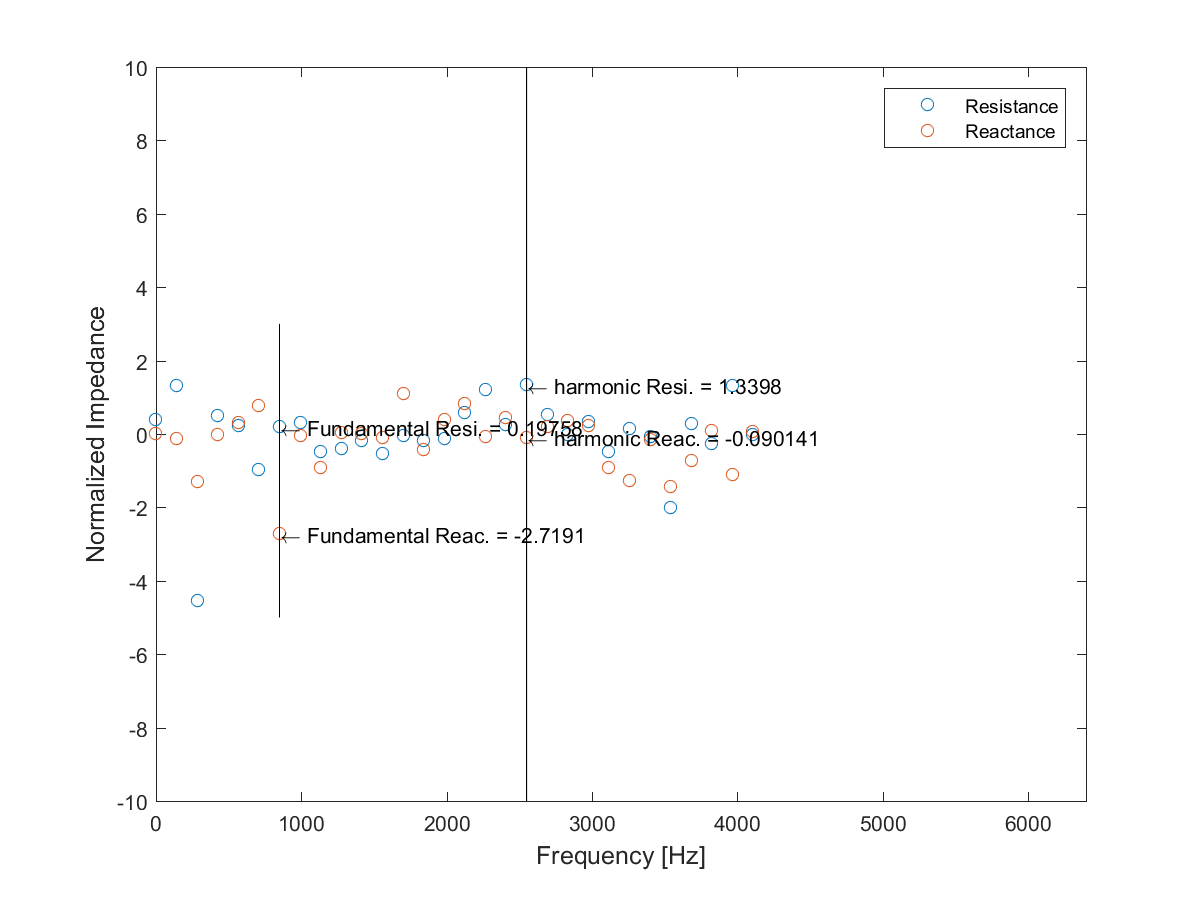 10
8
6
4
2
0
-2
-4
-6
-8
-10
Normalized Impedance
Resistance
Reactance
← harmonic Resi. = 1.3398
← Fundamental Resi. = 0.19758
← harmonic Reac. = -0.090141
← Fundamental Reac. = -2.7191
0 1000 2000 3000 4000 5000 6000
Frequency [Hz]